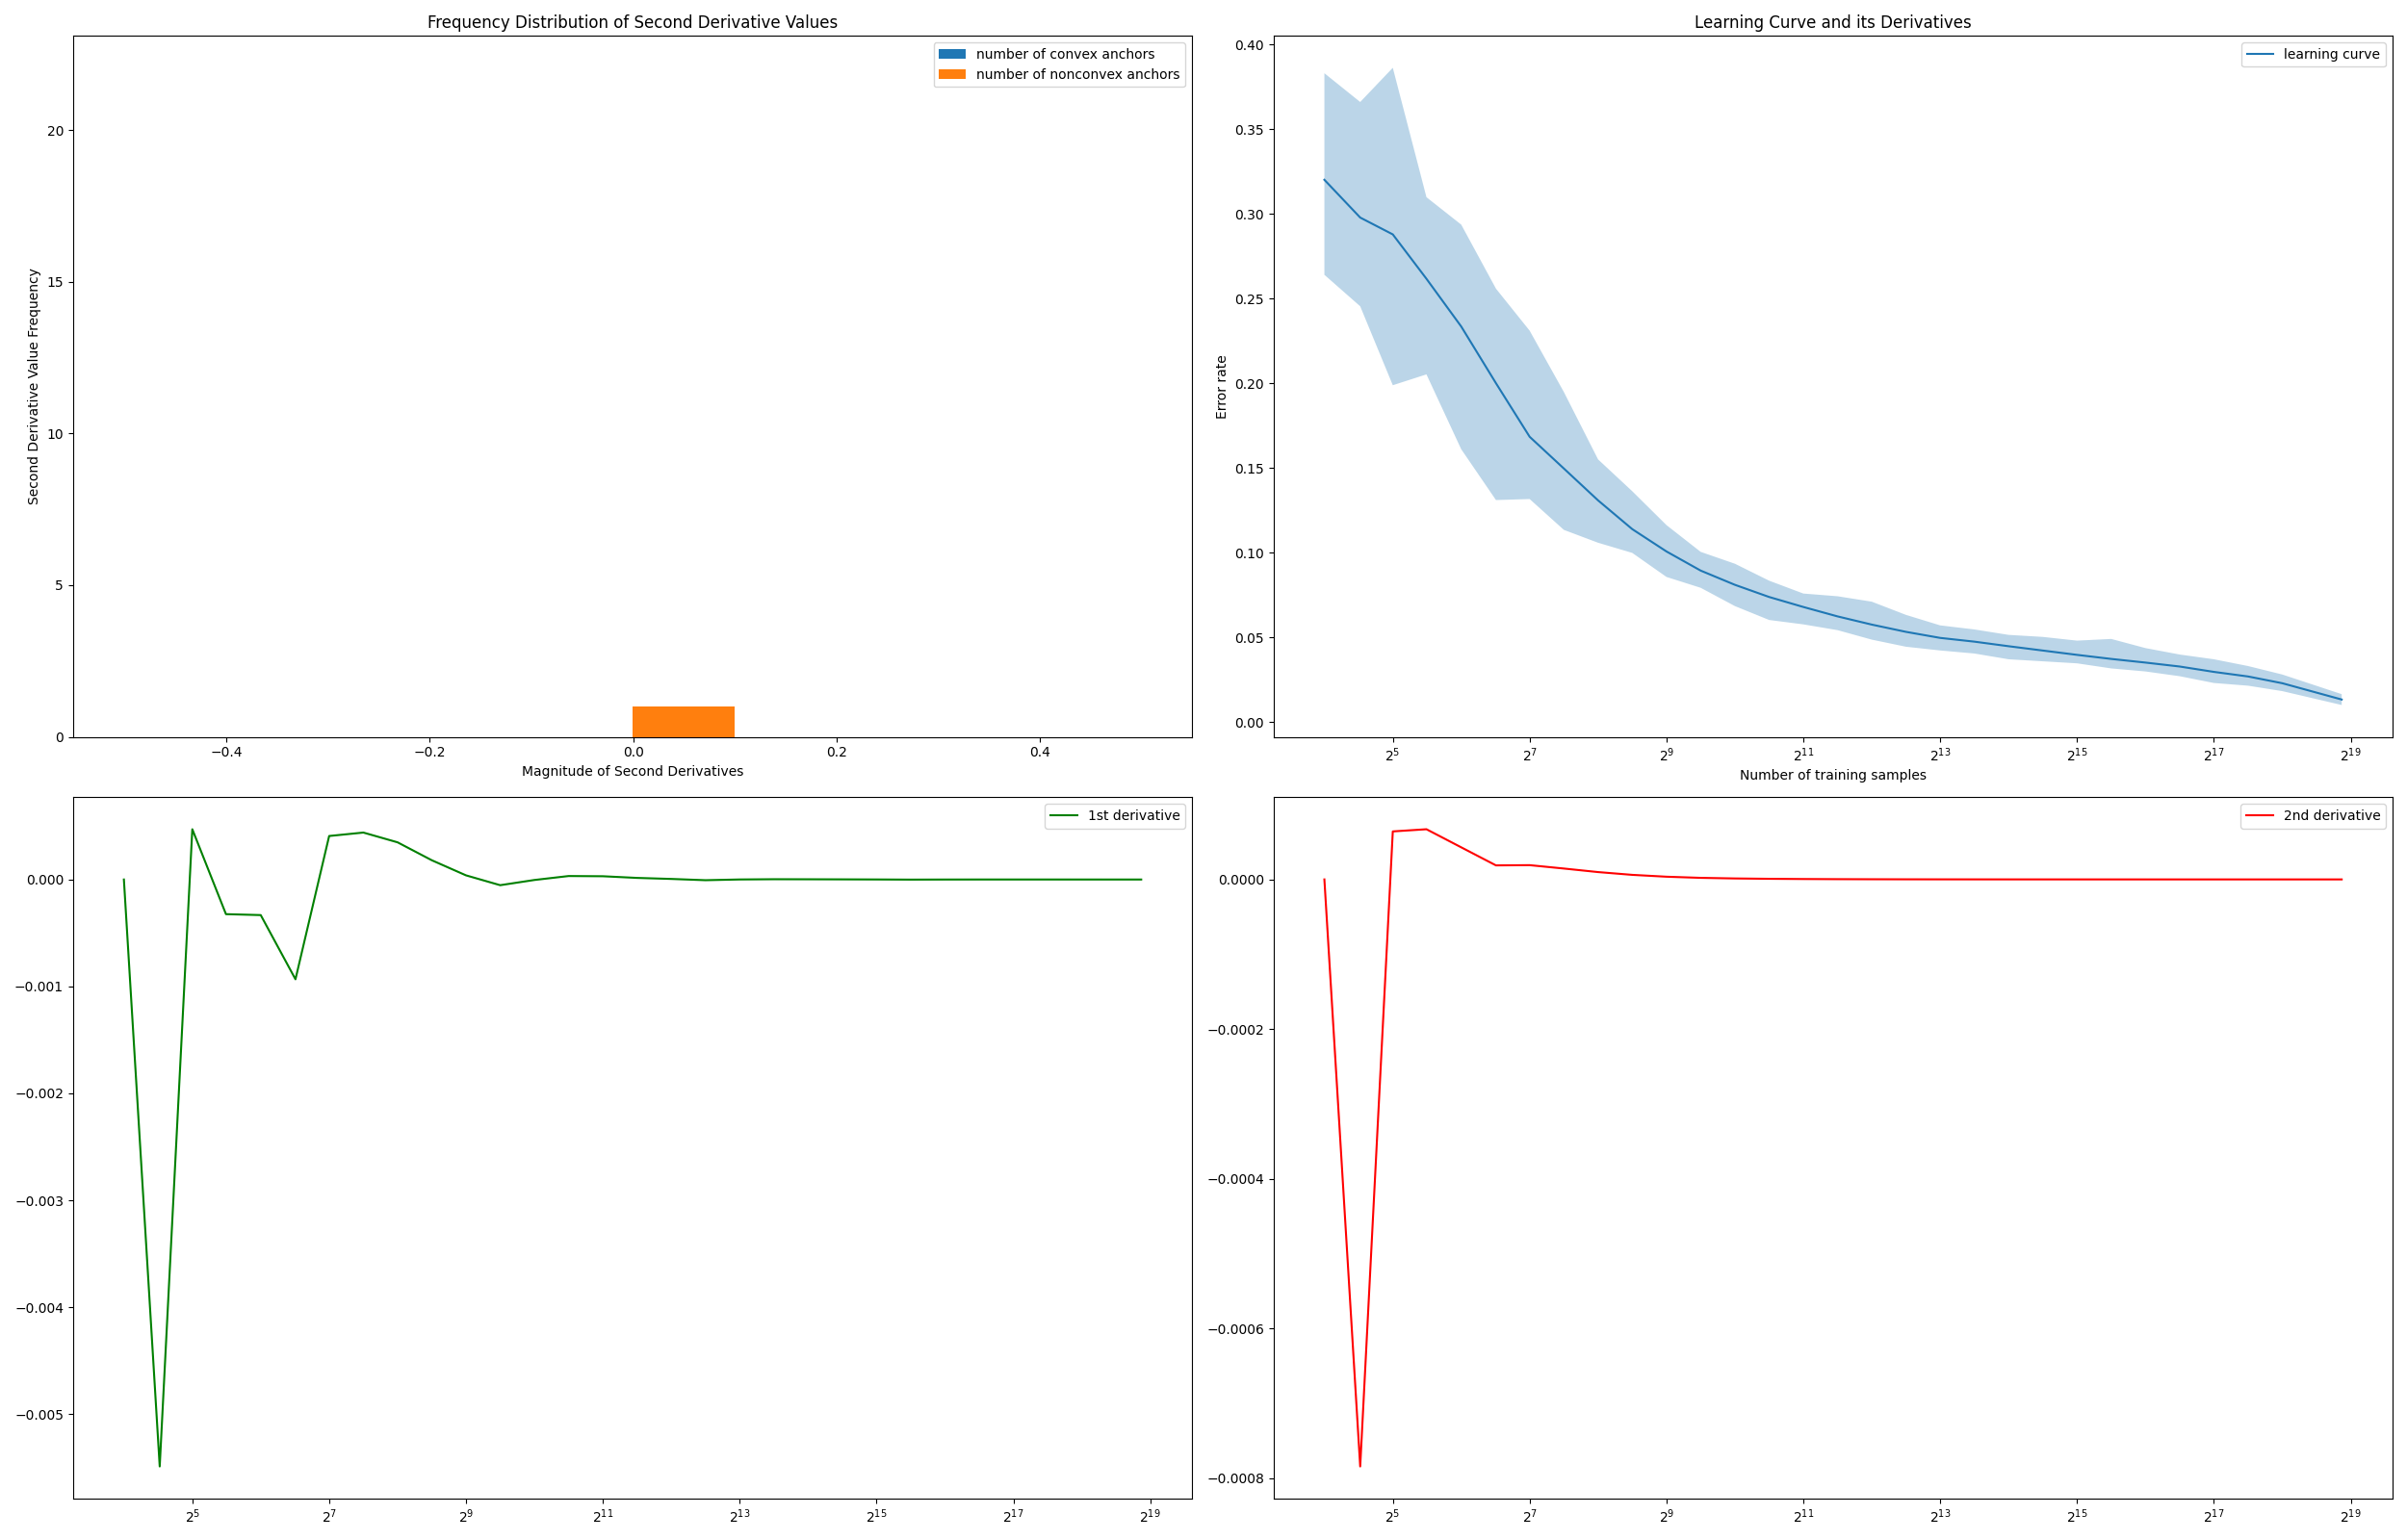 Frequency Distribution of Second Derivative Values
number of convex anchors
number of nonconvex anchors
Second Derivative Value Frequency
20
15
10
5
0
−0.4 −0.2 0.0 0.2 0.4
Magnitude of Second Derivatives
Learning Curve and its Derivatives
learning curve
Error rate
0.40
0.35
0.30
0.25
0.20
0.15
0.10
0.05
0.00
2^5 2^7 2^9 2^11 2^13 2^15 2^17 2^19
Number of training samples
1st derivative
0.000
−0.001
−0.002
−0.003
−0.004
−0.005
2^5 2^7 2^9 2^11 2^13 2^15 2^17 2^19
2nd derivative
0.0000
−0.0002
−0.0004
−0.0006
−0.0008
2^5 2^7 2^9 2^11 2^13 2^15 2^17 2^19